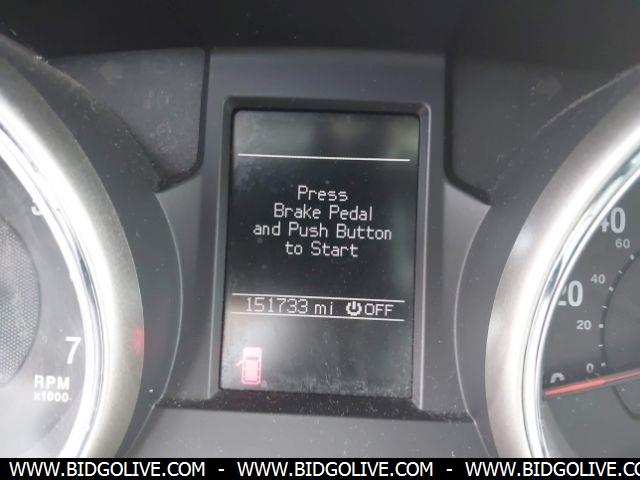 Press
Brake Pedal
and Push Button
to Start
151733 mi OFF
7
RPM
x1000
40
60
40
20
20
0
WWW.BIDGOLIVE.COM - WWW.BIDGOLIVE.COM - WWW.BIDGOLIVE.COM